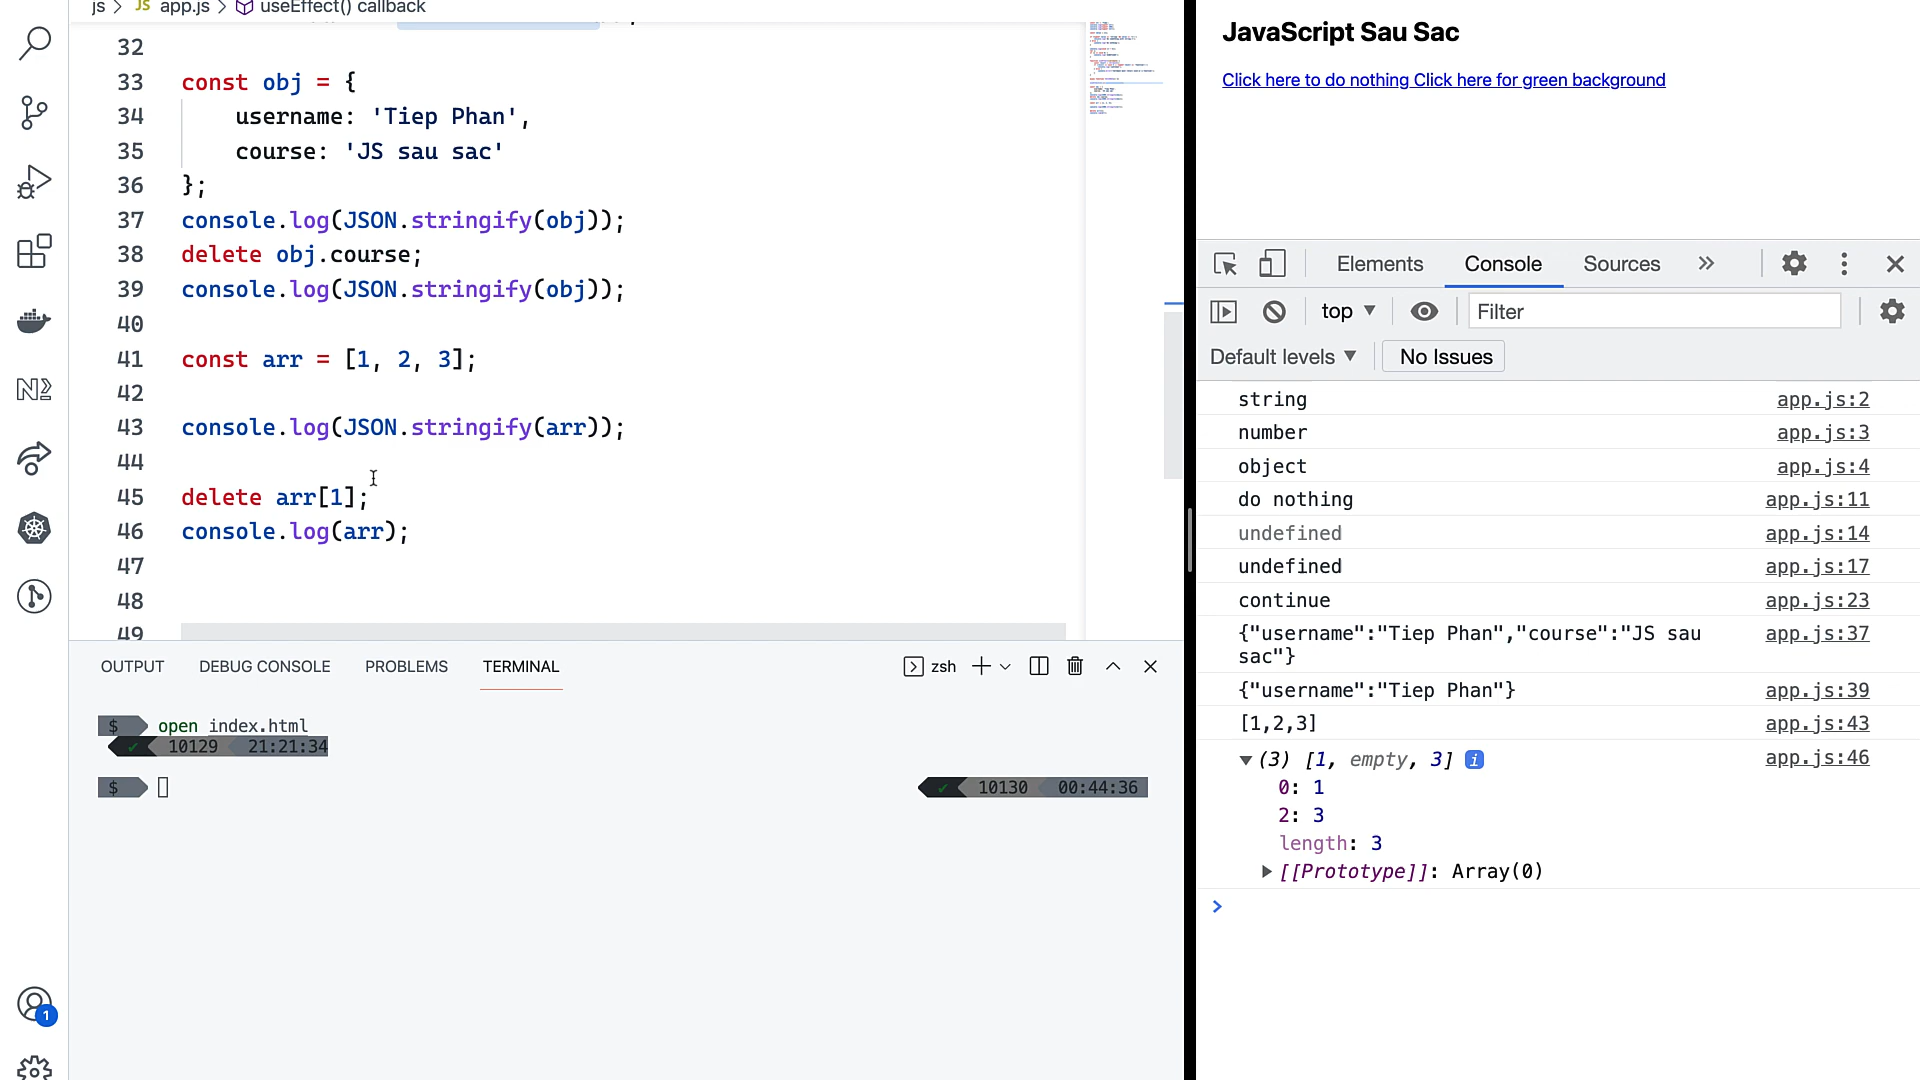 js > JS app.js > useEffect() callback
32
33 const obj = {
34 username: 'Tiep Phan',
35 course: 'JS sau sac'
36 };
37 console.log(JSON.stringify(obj));
38 delete obj.course;
39 console.log(JSON.stringify(obj));
40
41 const arr = [1, 2, 3];
42
43 console.log(JSON.stringify(arr));
44
45 delete arr[1];
46 console.log(arr);
47
48
49
OUTPUT DEBUG CONSOLE PROBLEMS TERMINAL zsh
$ open index.html
✓ 10129 21:21:34
$ ✓ 10130 00:44:36
1
JavaScript Sau Sac
Click here to do nothing Click here for green background
Elements Console Sources »
top ▼ Filter
Default levels ▼ No Issues
string app.js:2
number app.js:3
object app.js:4
do nothing app.js:11
undefined app.js:14
undefined app.js:17
continue app.js:23
{"username":"Tiep Phan","course":"JS sau app.js:37
sac"}
{"username":"Tiep Phan"} app.js:39
[1,2,3] app.js:43
▼ (3) [1, empty, 3] i app.js:46
0: 1
2: 3
length: 3
▶ [[Prototype]]: Array(0)
>